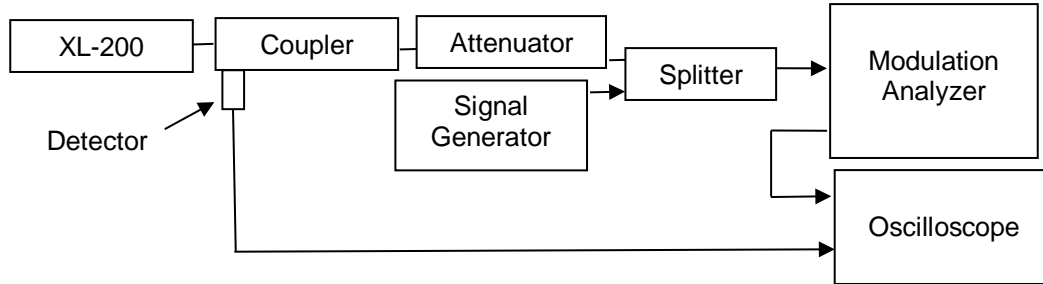 XL-200
Coupler
Attenuator
Splitter
Modulation
Analyzer
Signal
Generator
Detector
Oscilloscope